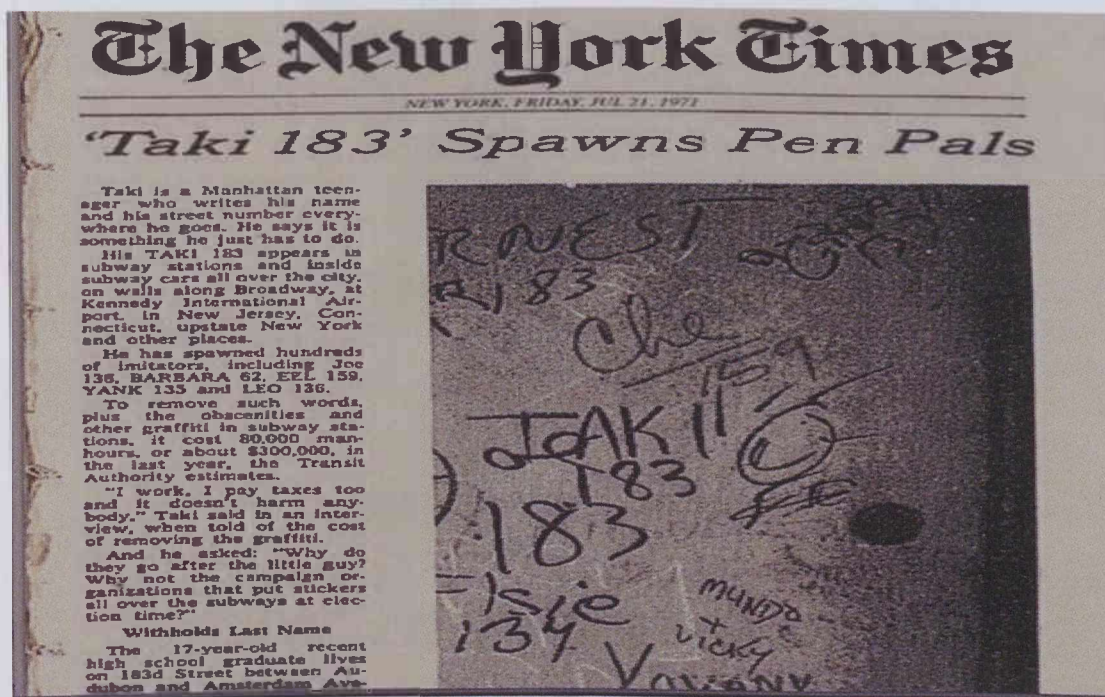 The New York Times
NEW YORK, FRIDAY, JUL 21, 1971
'Taki 183' Spawns Pen Pals
Taki is a Manhattan teen-
ager who writes his name
and his street number every-
where he goes. He says it is
something he just has to do.
His TAKI 183 appears in
subway stations and inside
subway cars all over the city,
on walls along Broadway, at
Kennedy International Air-
port, in New Jersey, Con-
necticut, upstate New York
and other places.
He has spawned hundreds
of imitators, including Joe
136, BARBARA 62, EEL 159,
YANK 135 and LEO 136.
To remove such words,
plus the obscenities and
other graffiti in subway sta-
tions, it cost 80,000 man-
hours, or about $300,000, in
the last year, the Transit
Authority estimates.
"I work, I pay taxes too
and it doesn't harm any-
body," Taki said in an inter-
view, when told of the cost
of removing the graffiti.
And he asked: "Why do
they go after the little guy?
Why not the campaign or-
ganizations that put stickers
all over the subways at elec-
tion time?"
Withholds Last Name
The 17-year-old recent
high school graduate lives
on 183d Street between Au-
dubon and Amsterdam Ave-
RNEST
183
Che
159
TAKI
183
183
134
MUNDO
+
VICKY